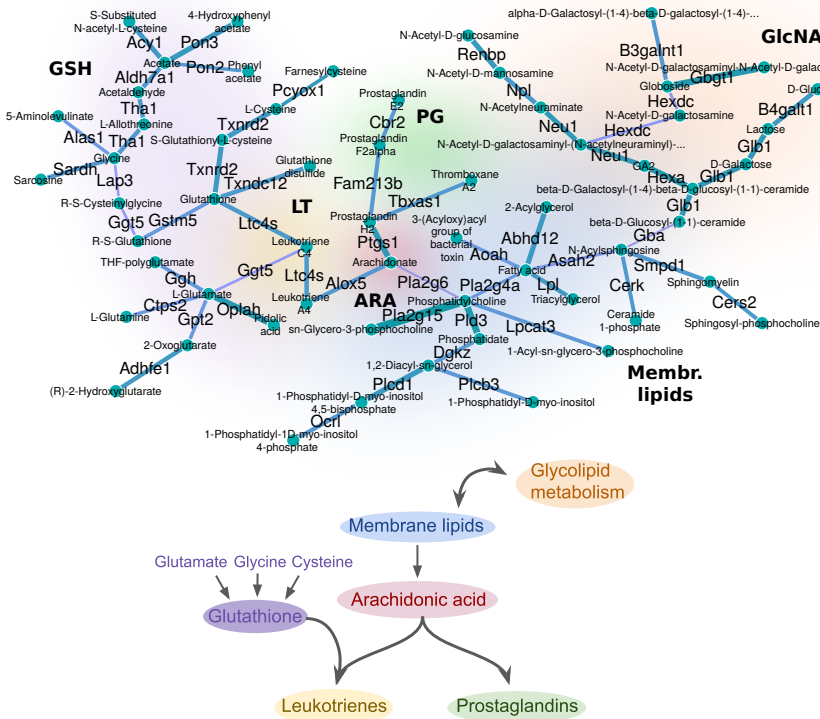 S-Substituted
N-acetyl-L-cysteine
4-Hydroxyphenyl
acetate
Acy1
Pon3
GSH
Acetate
Pon2
Phenyl
acetate
Aldh7a1
Acetaldehyde
Farnesylcysteine
Tha1
Pcyox1
5-Aminolevulinate
L-Allothreonine
Txnrd2
L-Cysteine
Alas1
Tha1
S-Glutathionyl-L-cysteine
Glycine
Sardh
Sarcosine
Lap3
Txnrd2
Txndc12
Glutathione
disulfide
R-S-Cysteinylglycine
Glutathione
Ggt5
Gstm5
R-S-Glutathione
Ltc4s
LT
Leukotriene
C4
THF-polyglutamate
Ggh
Ggt5
Ltc4s
Alox5
L-Glutamate
Leukotriene
A4
Ctps2
Oplah
L-Glutamine
Gpt2
Pidolic
acid
2-Oxoglutarate
Adhfe1
(R)-2-Hydroxyglutarate
Prostaglandin
E2
PG
Cbr2
Prostaglandin
F2alpha
Fam213b
Thromboxane
A2
Tbxas1
Prostaglandin
H2
Ptgs1
3-(Acyloxy)acyl
group of
bacterial
toxin
2-Acylglycerol
Abhd12
Aoah
Asah2
Arachidonate
Fatty acid
ARA
Pla2g6
Pla2g4a
Lpl
Triacylglycerol
Phosphatidylcholine
Pla2g15
sn-Glycero-3-phosphocholine
Pld3
Lpcat3
Phosphatidate
1-Acyl-sn-glycero-3-phosphocholine
Dgkz
1,2-Diacyl-sn-glycerol
Plcd1
Plcb3
1-Phosphatidyl-D-myo-inositol
4,5-bisphosphate
1-Phosphatidyl-D-myo-inositol
Ocrl
1-Phosphatidyl-1D-myo-inositol
4-phosphate
alpha-D-Galactosyl-(1-4)-beta-D-galactosyl-(1-4)-...
N-Acetyl-D-glucosamine
Renbp
B3galnt1
GlcNA
N-Acetyl-D-mannosamine
N-Acetyl-D-galactosaminyl-N-Acetyl-D-galac
Gbgt1
Globoside
Npl
Hexdc
D-Gluc
N-Acetylneuraminate
N-Acetyl-D-galactosamine
B4galt1
Neu1
Hexdc
Lactose
N-Acetyl-D-galactosaminyl-(N-acetylneuraminyl)-...
Glb1
Neu1
GA2
D-Galactose
Hexa
Glb1
beta-D-Galactosyl-(1-4)-beta-D-glucosyl-(1-1)-ceramide
Glb1
beta-D-Glucosyl-(1-1)-ceramide
Gba
N-Acylsphingosine
Smpd1
Cerk
Sphingomyelin
Cers2
Ceramide
1-phosphate
Sphingosyl-phosphocholine
Membr.
lipids
Glycolipid
metabolism
Membrane lipids
Glutamate Glycine Cysteine
Arachidonic acid
Glutathione
Leukotrienes
Prostaglandins